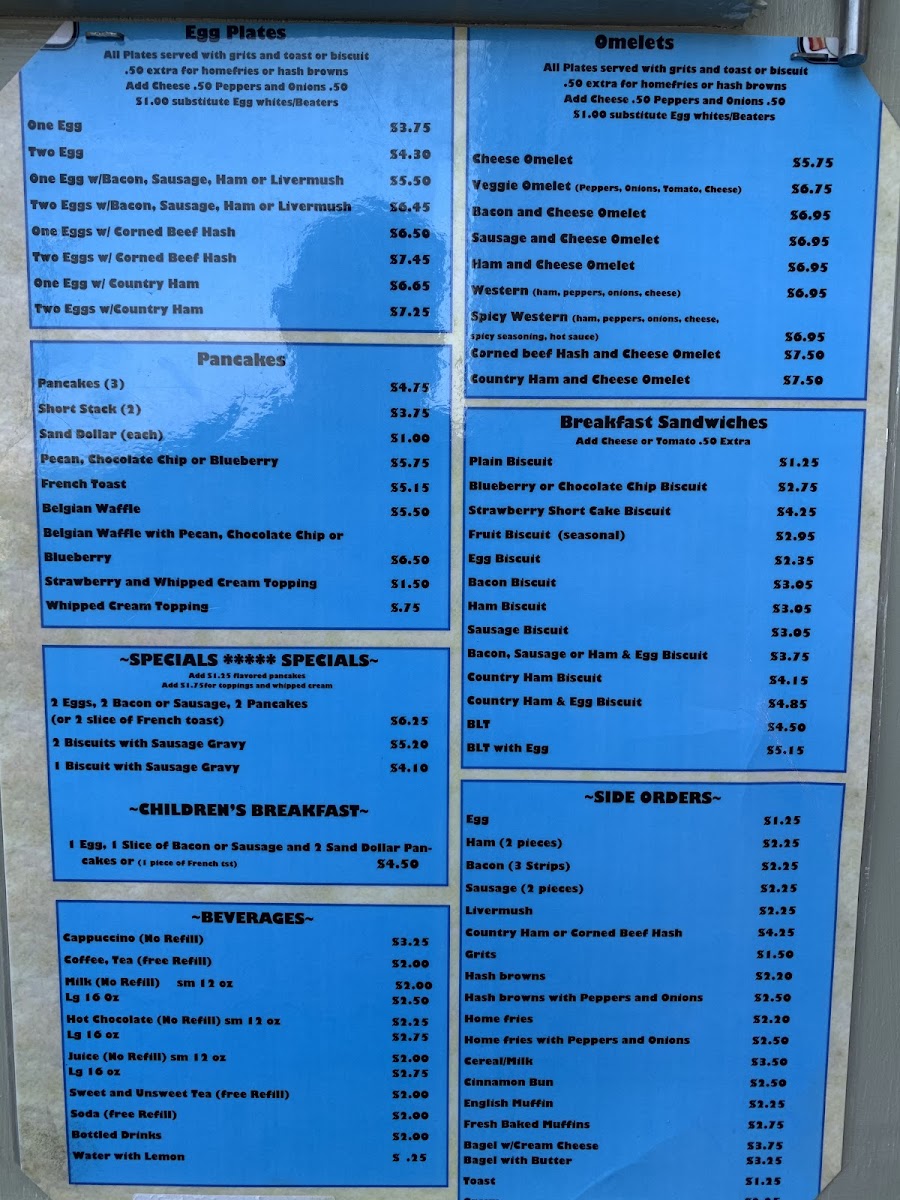 Egg Plates
All Plates served with grits and toast or biscuit
.50 extra for homefries or hash browns
Add Cheese .50 Peppers and Onions .50
$1.00 substitute Egg whites/Beaters
One Egg $3.75
Two Egg $4.30
One Egg w/Bacon, Sausage, Ham or Livermush $5.50
Two Eggs w/Bacon, Sausage, Ham or Livermush $6.45
One Eggs w/ Corned Beef Hash $6.50
Two Eggs w/ Corned Beef Hash $7.45
One Egg w/ Country Ham $6.65
Two Eggs w/Country Ham $7.25
Pancakes
Pancakes (3) $4.75
Short Stack (2) $3.75
Sand Dollar (each) $1.00
Pecan, Chocolate Chip or Blueberry $5.75
French Toast $5.15
Belgian Waffle $5.50
Belgian Waffle with Pecan, Chocolate Chip or
Blueberry $6.50
Strawberry and Whipped Cream Topping $1.50
Whipped Cream Topping $.75
~SPECIALS ***** SPECIALS~
Add $1.25 flavored pancakes
Add $1.75for toppings and whipped cream
2 Eggs, 2 Bacon or Sausage, 2 Pancakes
(or 2 slice of French toast) $6.25
2 Biscuits with Sausage Gravy $5.20
1 Biscuit with Sausage Gravy $4.10
~CHILDREN'S BREAKFAST~
1 Egg, 1 Slice of Bacon or Sausage and 2 Sand Dollar Pan-
cakes or (1 piece of French tst) $4.50
~BEVERAGES~
Cappuccino (No Refill) $3.25
Coffee, Tea (free Refill) $2.00
Milk (No Refill) sm 12 oz $2.00
Lg 16 Oz $2.50
Hot Chocolate (No Refill) sm 12 oz $2.25
Lg 16 oz $2.75
Juice (No Refill) sm 12 oz $2.00
Lg 16 oz $2.75
Sweet and Unsweet Tea (free Refill) $2.00
Soda (free Refill) $2.00
Bottled Drinks $2.00
Water with Lemon $ .25
Omelets
All Plates served with grits and toast or biscuit
.50 extra for homefries or hash browns
Add Cheese .50 Peppers and Onions .50
$1.00 substitute Egg whites/Beaters
Cheese Omelet $5.75
Veggie Omelet (Peppers, Onions, Tomato, Cheese) $6.75
Bacon and Cheese Omelet $6.95
Sausage and Cheese Omelet $6.95
Ham and Cheese Omelet $6.95
Western (ham, peppers, onions, cheese) $6.95
Spicy Western (ham, peppers, onions, cheese,
spicy seasoning, hot sauce) $6.95
Corned beef Hash and Cheese Omelet $7.50
Country Ham and Cheese Omelet $7.50
Breakfast Sandwiches
Add Cheese or Tomato .50 Extra
Plain Biscuit $1.25
Blueberry or Chocolate Chip Biscuit $2.75
Strawberry Short Cake Biscuit $4.25
Fruit Biscuit (seasonal) $2.95
Egg Biscuit $2.35
Bacon Biscuit $3.05
Ham Biscuit $3.05
Sausage Biscuit $3.05
Bacon, Sausage or Ham & Egg Biscuit $3.75
Country Ham Biscuit $4.15
Country Ham & Egg Biscuit $4.85
BLT $4.50
BLT with Egg $5.15
~SIDE ORDERS~
Egg $1.25
Ham (2 pieces) $2.25
Bacon (3 Strips) $2.25
Sausage (2 pieces) $2.25
Livermush $2.25
Country Ham or Corned Beef Hash $4.25
Grits $1.50
Hash browns $2.20
Hash browns with Peppers and Onions $2.50
Home fries $2.20
Home fries with Peppers and Onions $2.50
Cereal/Milk $3.50
Cinnamon Bun $2.50
English Muffin $2.25
Fresh Baked Muffins $2.75
Bagel w/Cream Cheese $3.75
Bagel with Butter $3.25
Toast $1.25